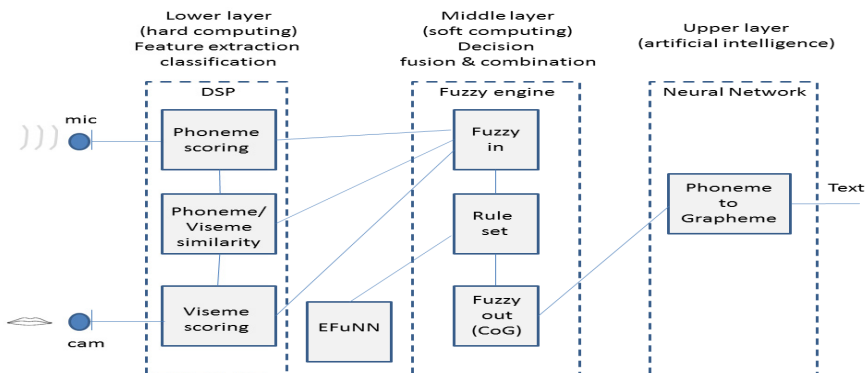 Lower layer
(hard computing)
Feature extraction
classification
Middle layer
(soft computing)
Decision
fusion & combination
Upper layer
(artificial intelligence)
DSP
Fuzzy engine
Neural Network
mic
Phoneme
scoring
Phoneme/
Viseme
similarity
Viseme
scoring
cam
EFuNN
Fuzzy
in
Rule
set
Fuzzy
out
(CoG)
Phoneme
to
Grapheme
Text